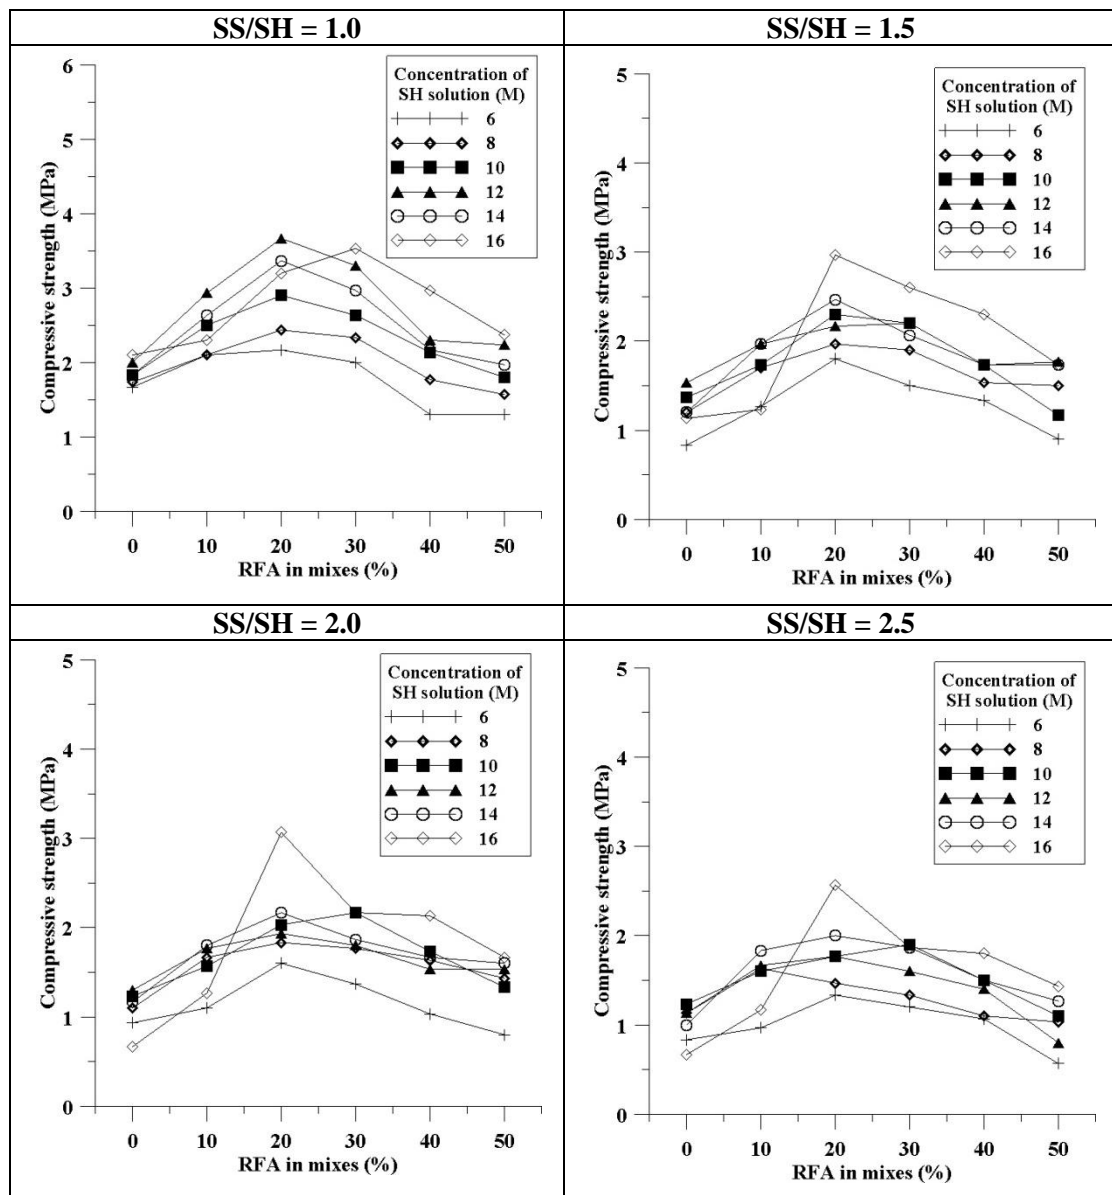 SS/SH = 1.0
SS/SH = 1.5
6
5
4
3
2
1
0
Compressive strength (MPa)
Concentration of
SH solution (M)
6
8
10
12
14
16
0 10 20 30 40 50
RFA in mixes (%)
5
4
3
2
1
0
Compressive strength (MPa)
Concentration of
SH solution (M)
6
8
10
12
14
16
0 10 20 30 40 50
RFA in mixes (%)
SS/SH = 2.0
SS/SH = 2.5
5
4
3
2
1
0
Compressive strength (MPa)
Concentration of
SH solution (M)
6
8
10
12
14
16
0 10 20 30 40 50
RFA in mixes (%)
5
4
3
2
1
0
Compressive strength (MPa)
Concentration of
SH solution (M)
6
8
10
12
14
16
0 10 20 30 40 50
RFA in mixes (%)